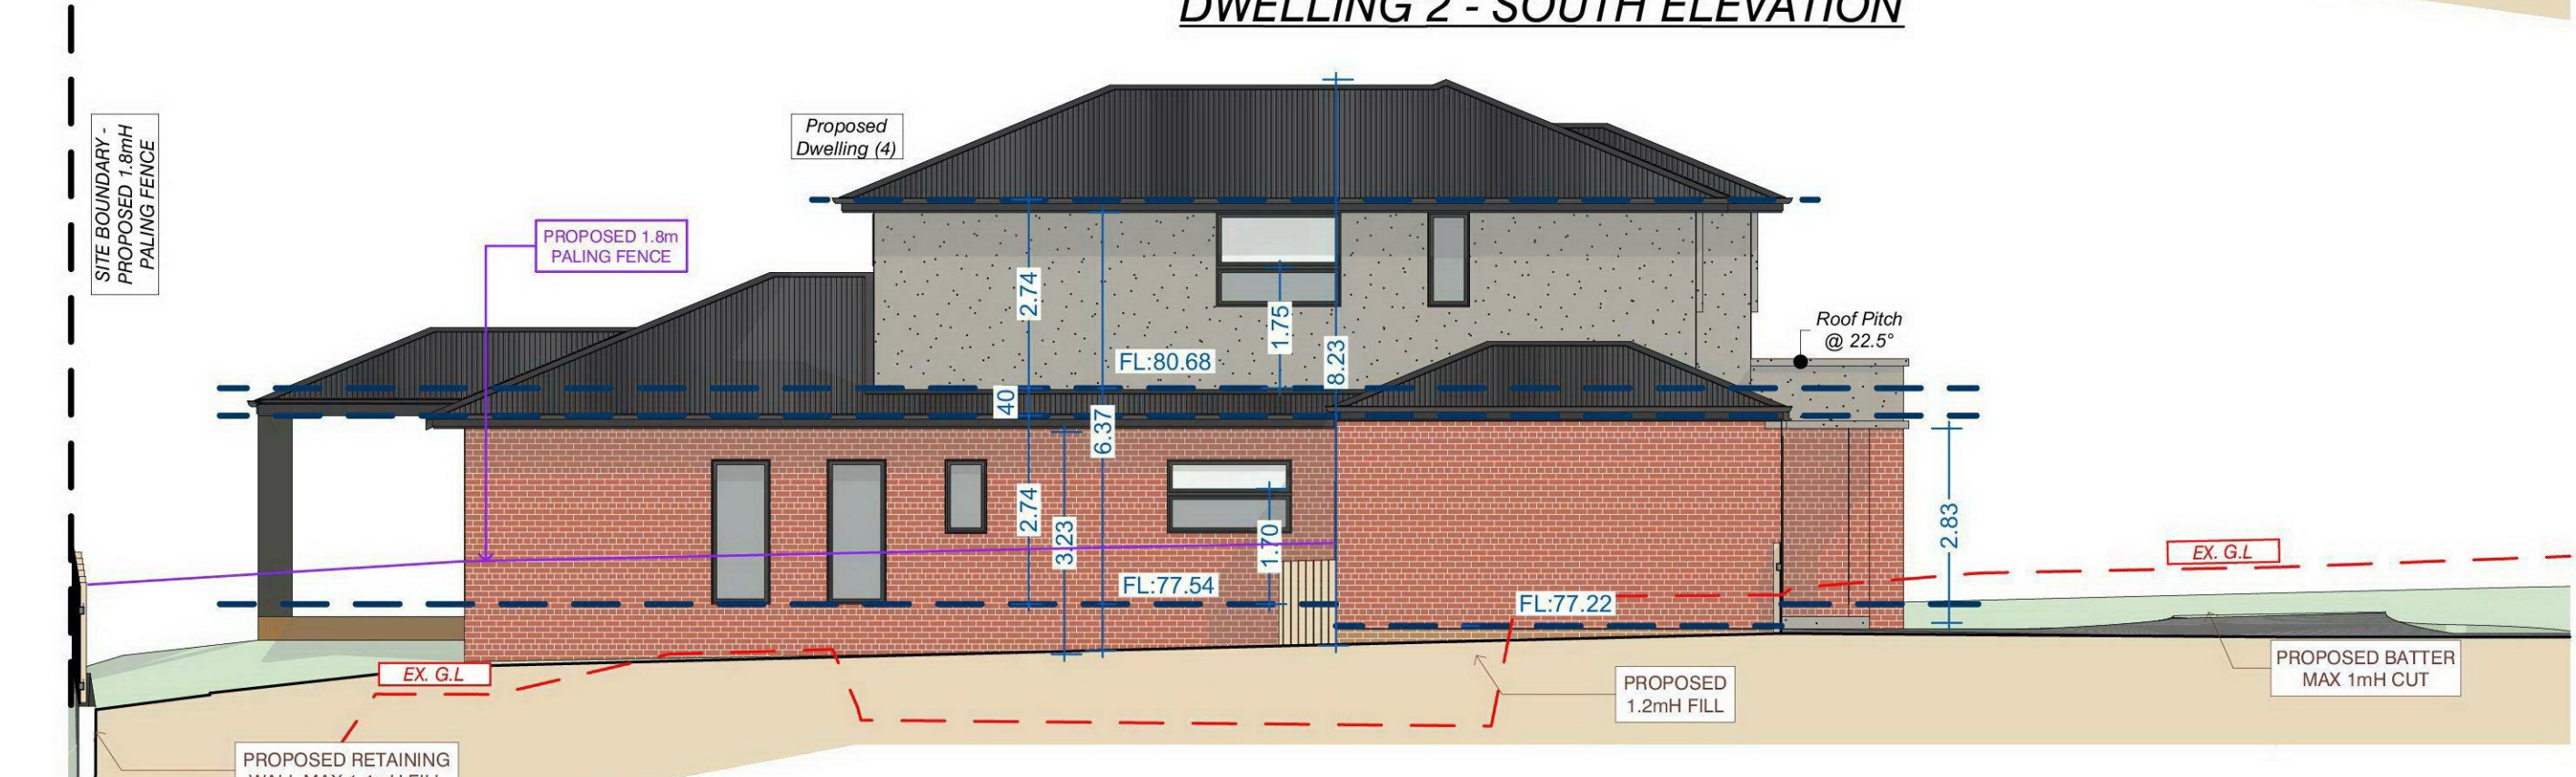 DWELLING 2 - SOUTH ELEVATION
SITE BOUNDARY -
PROPOSED 1.8mH
PALING FENCE
Proposed
Dwelling (4)
PROPOSED 1.8m
PALING FENCE
Roof Pitch
@ 22.5°
2.74
1.75
8.23
FL:80.68
40
6.37
2.74
3.23
1.70
2.83
FL:77.54
FL:77.22
EX. G.L
EX. G.L
PROPOSED BATTER
MAX 1mH CUT
PROPOSED
1.2mH FILL
PROPOSED RETAINING